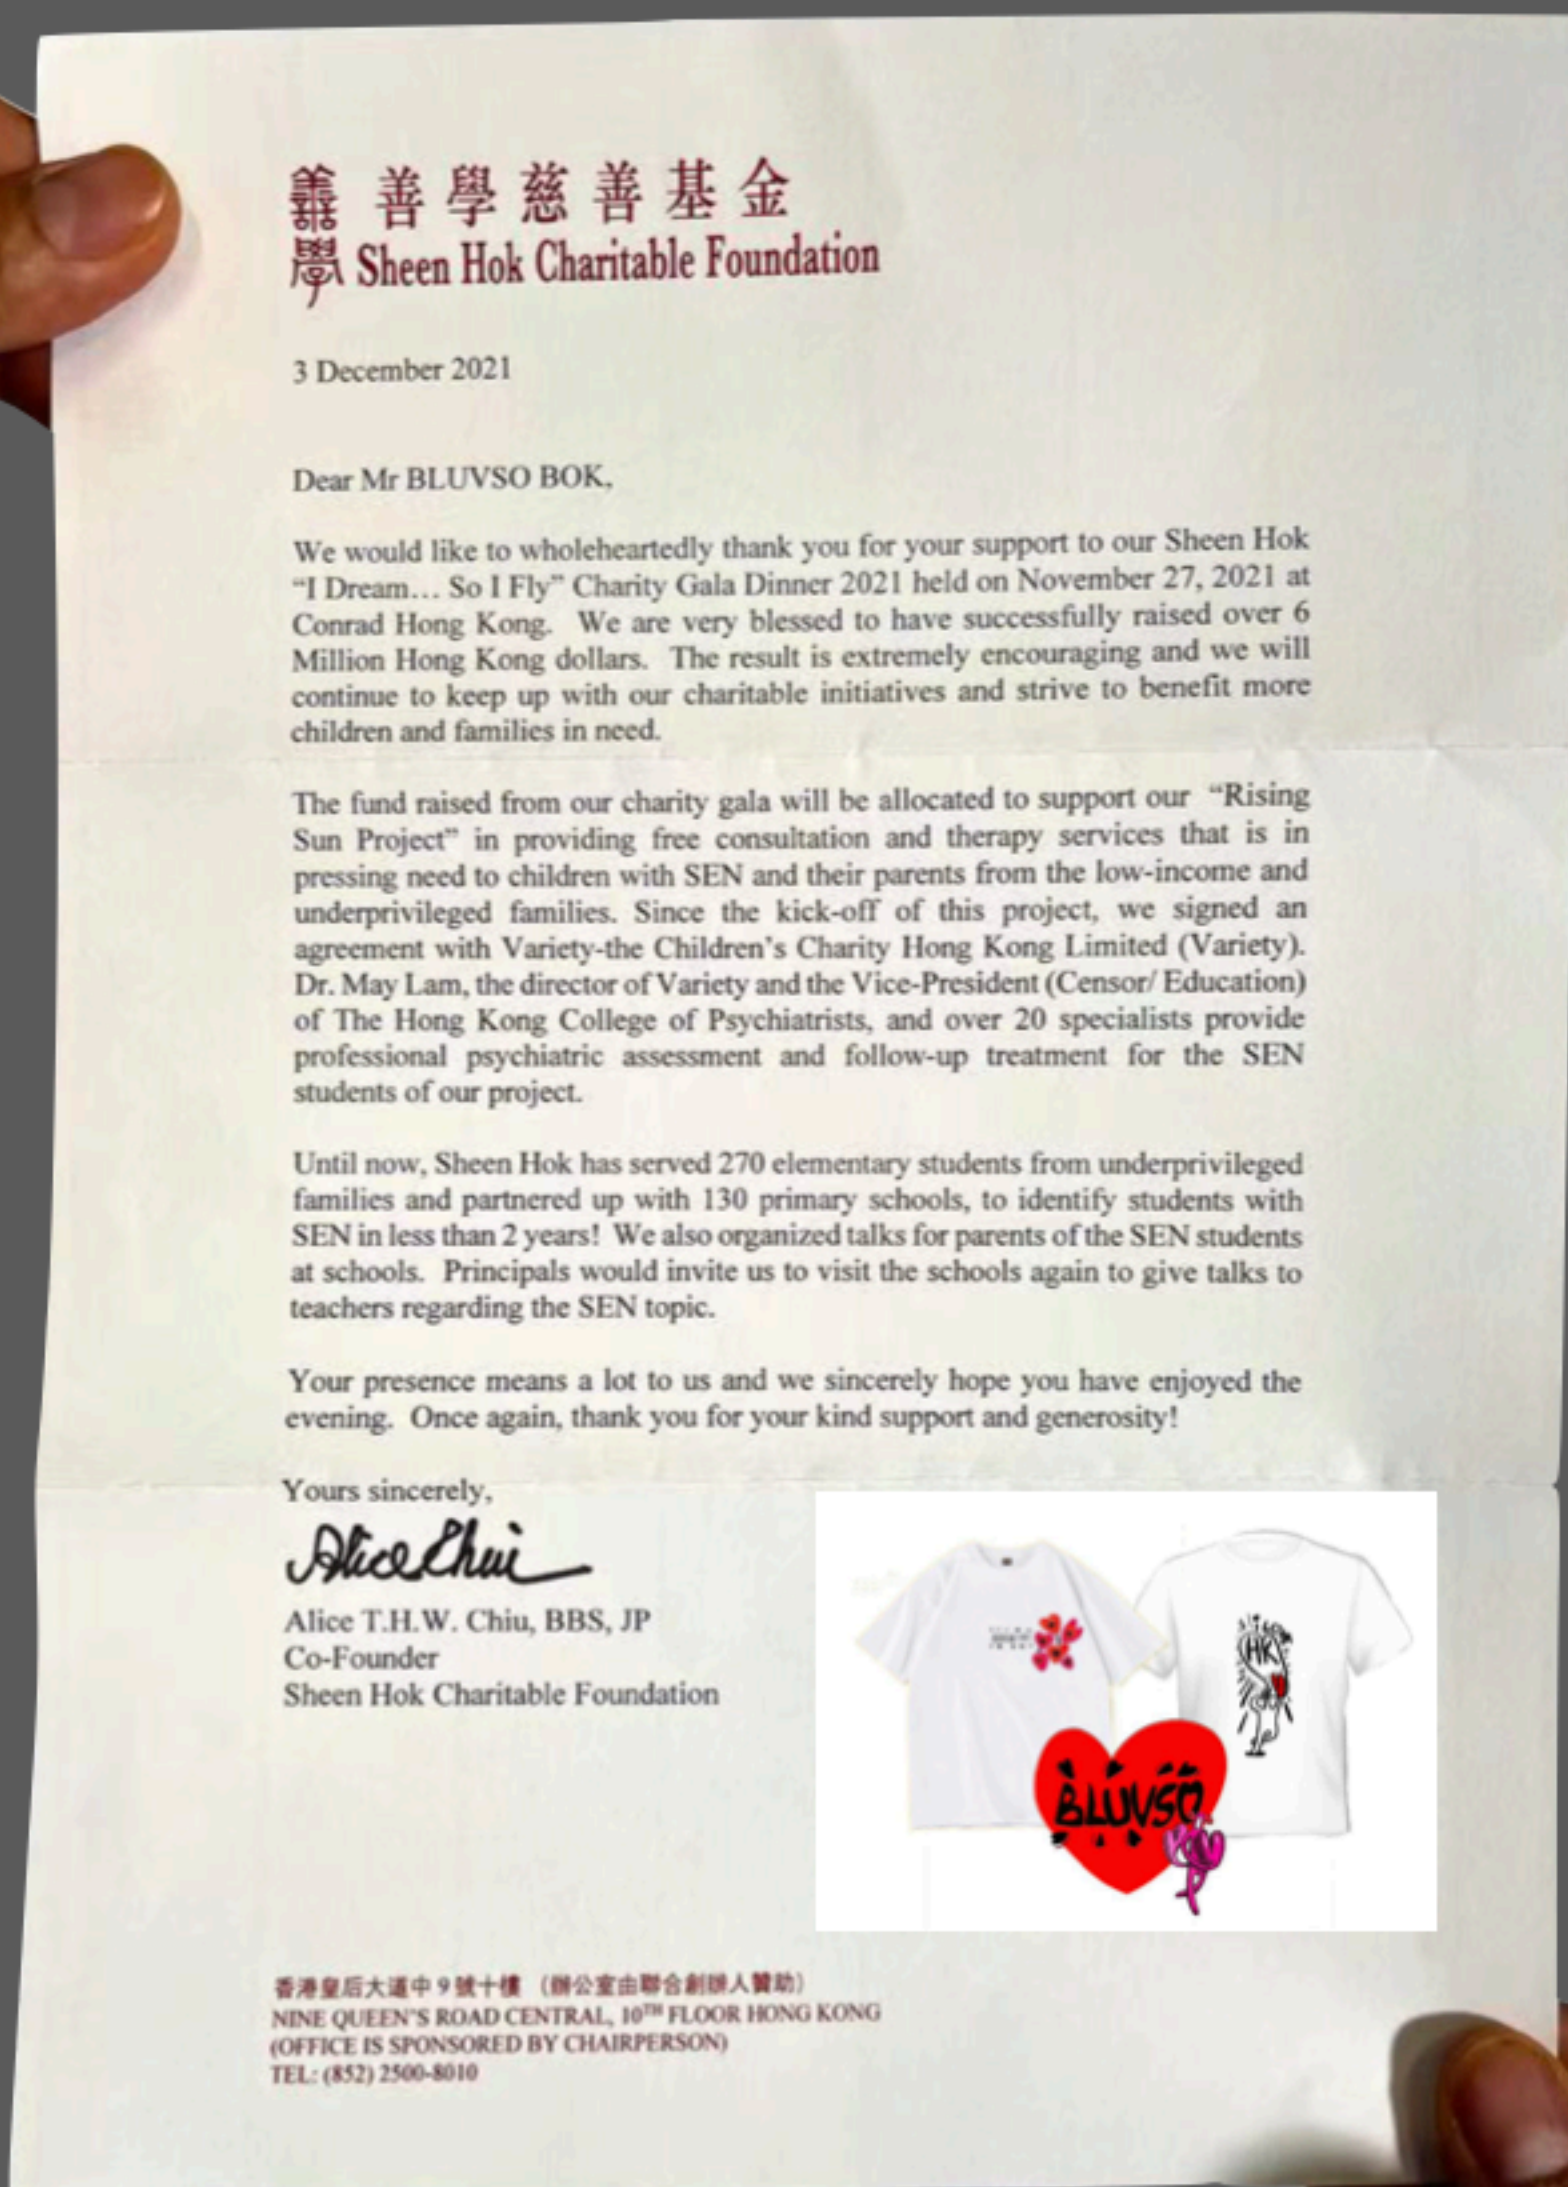 善學慈善基金
Sheen Hok Charitable Foundation
3 December 2021
Dear Mr BLUVSO BOK,
We would like to wholeheartedly thank you for your support to our Sheen Hok
“I Dream... So I Fly” Charity Gala Dinner 2021 held on November 27, 2021 at
Conrad Hong Kong. We are very blessed to have successfully raised over 6
Million Hong Kong dollars. The result is extremely encouraging and we will
continue to keep up with our charitable initiatives and strive to benefit more
children and families in need.
The fund raised from our charity gala will be allocated to support our “Rising
Sun Project” in providing free consultation and therapy services that is in
pressing need to children with SEN and their parents from the low-income and
underprivileged families. Since the kick-off of this project, we signed an
agreement with Variety-the Children’s Charity Hong Kong Limited (Variety).
Dr. May Lam, the director of Variety and the Vice-President (Censor/ Education)
of The Hong Kong College of Psychiatrists, and over 20 specialists provide
professional psychiatric assessment and follow-up treatment for the SEN
students of our project.
Until now, Sheen Hok has served 270 elementary students from underprivileged
families and partnered up with 130 primary schools, to identify students with
SEN in less than 2 years! We also organized talks for parents of the SEN students
at schools. Principals would invite us to visit the schools again to give talks to
teachers regarding the SEN topic.
Your presence means a lot to us and we sincerely hope you have enjoyed the
evening. Once again, thank you for your kind support and generosity!
Yours sincerely,
Alice Chiu
Alice T.H.W. Chiu, BBS, JP
Co-Founder
Sheen Hok Charitable Foundation
HK
BLUVSO
香港皇后大道中9號十樓 （辦公室由聯合創辦人贊助）
NINE QUEEN’S ROAD CENTRAL, 10TH FLOOR HONG KONG
(OFFICE IS SPONSORED BY CHAIRPERSON)
TEL: (852) 2500-8010